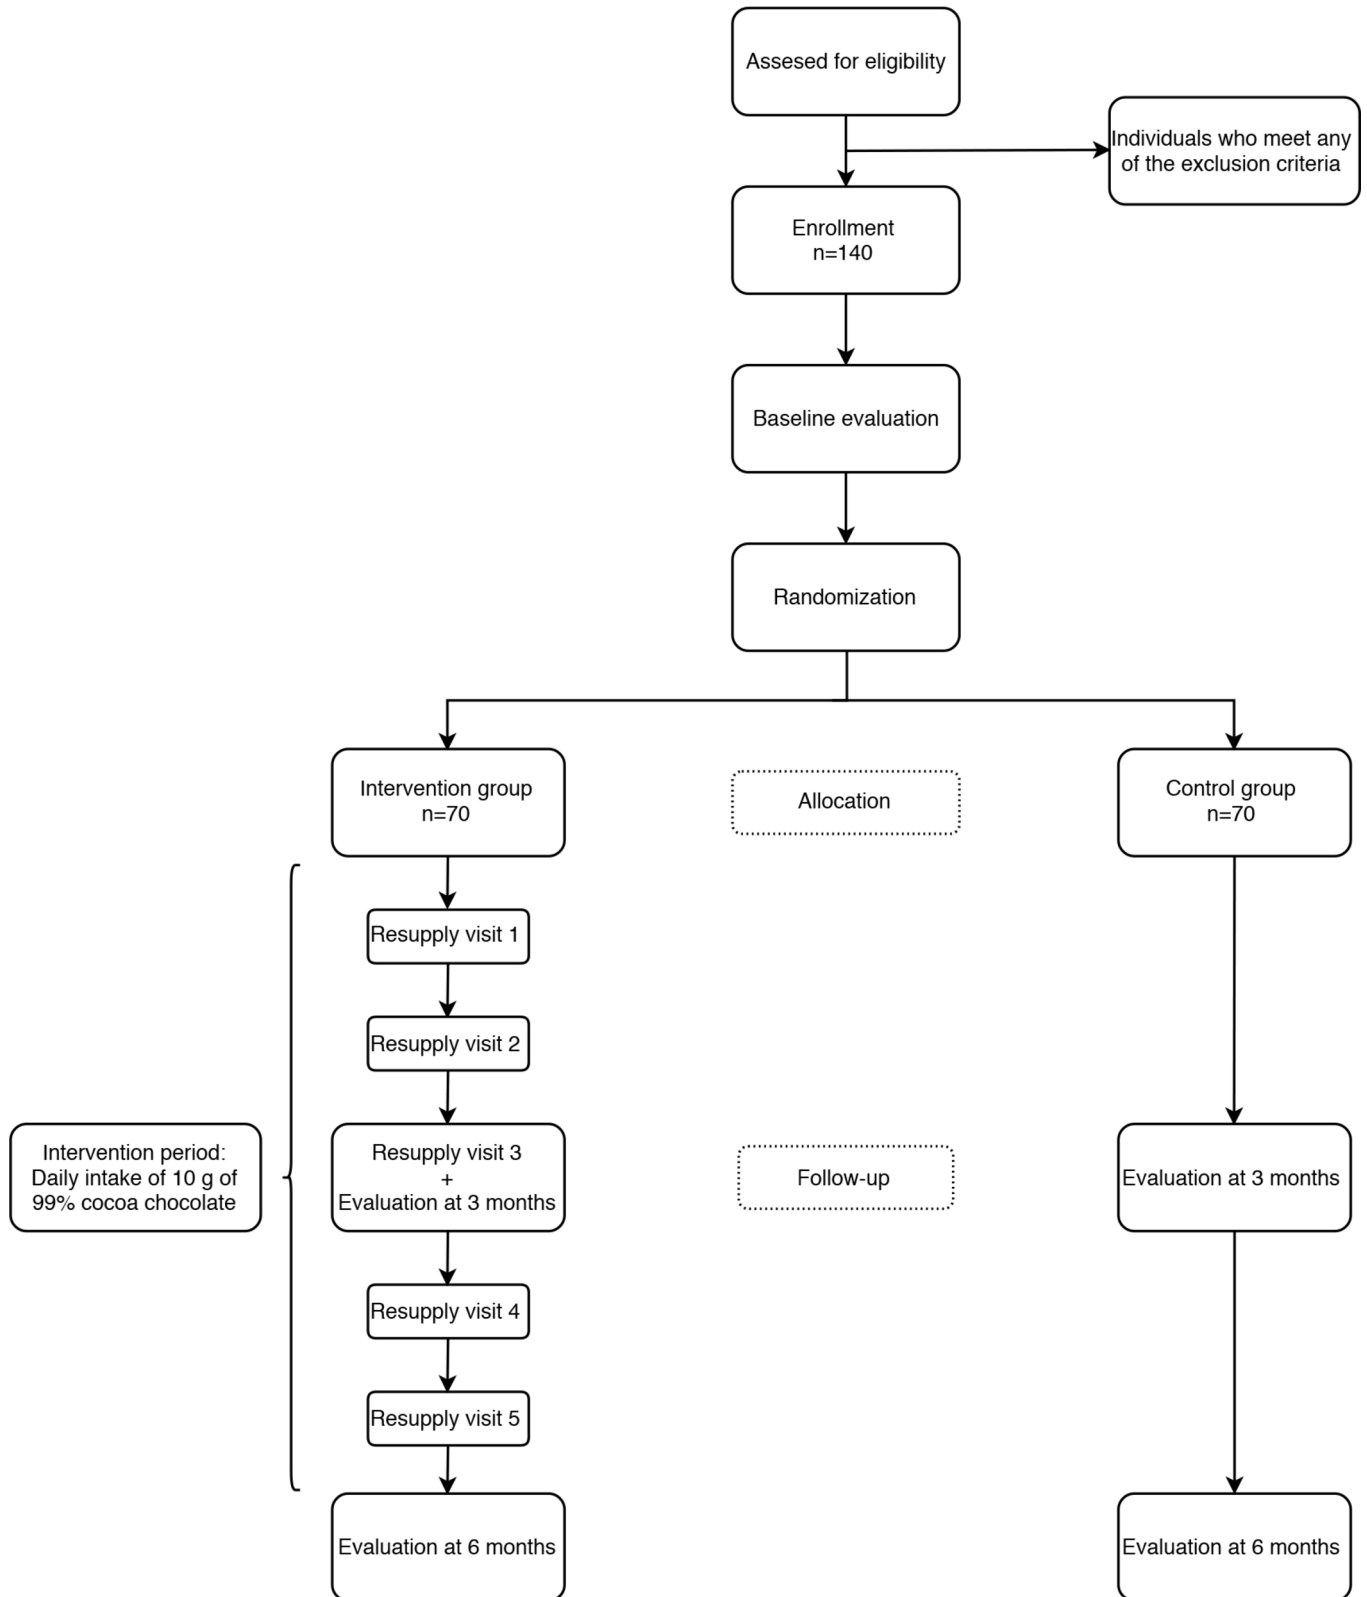 Assesed for eligibility
Individuals who meet any
of the exclusion criteria
Enrollment
n=140
Baseline evaluation
Randomization
Intervention group
n=70
Allocation
Control group
n=70
Resupply visit 1
Resupply visit 2
Intervention period:
Daily intake of 10 g of
99% cocoa chocolate
Resupply visit 3
+
Evaluation at 3 months
Follow-up
Evaluation at 3 months
Resupply visit 4
Resupply visit 5
Evaluation at 6 months
Evaluation at 6 months